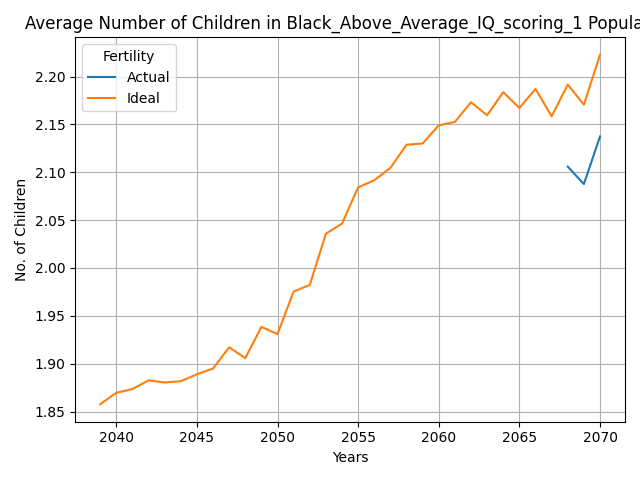 Average Number of Children in Black_Above_Average_IQ_scoring_1 Popula
Fertility
Actual
Ideal
2.20
2.15
2.10
2.05
2.00
1.95
1.90
1.85
No. of Children
2040 2045 2050 2055 2060 2065 2070
Years